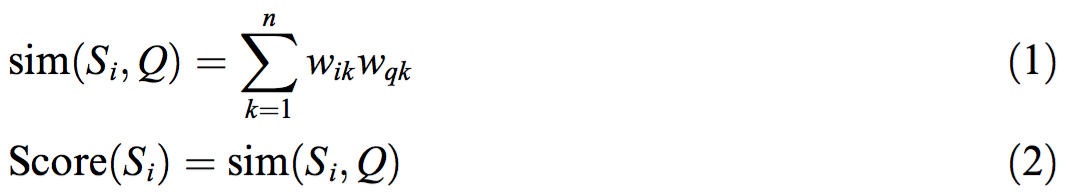 sim(S_i, Q) = \sum_{k=1}^{n} w_{ik} w_{qk} (1)
Score(S_i) = sim(S_i, Q) (2)